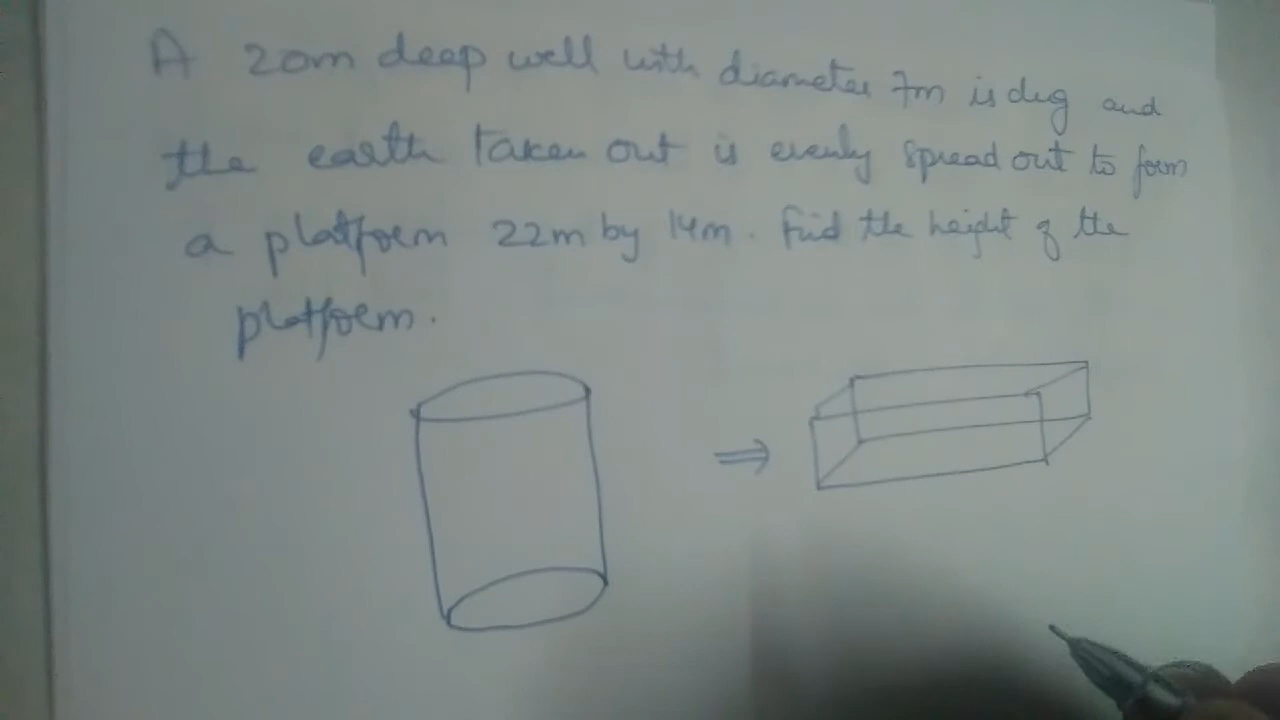 A 20m deep well with diameter 7m is dug and
the earth taken out is evenly spread out to form
a platform 22m by 14m. Find the height of the
platform.